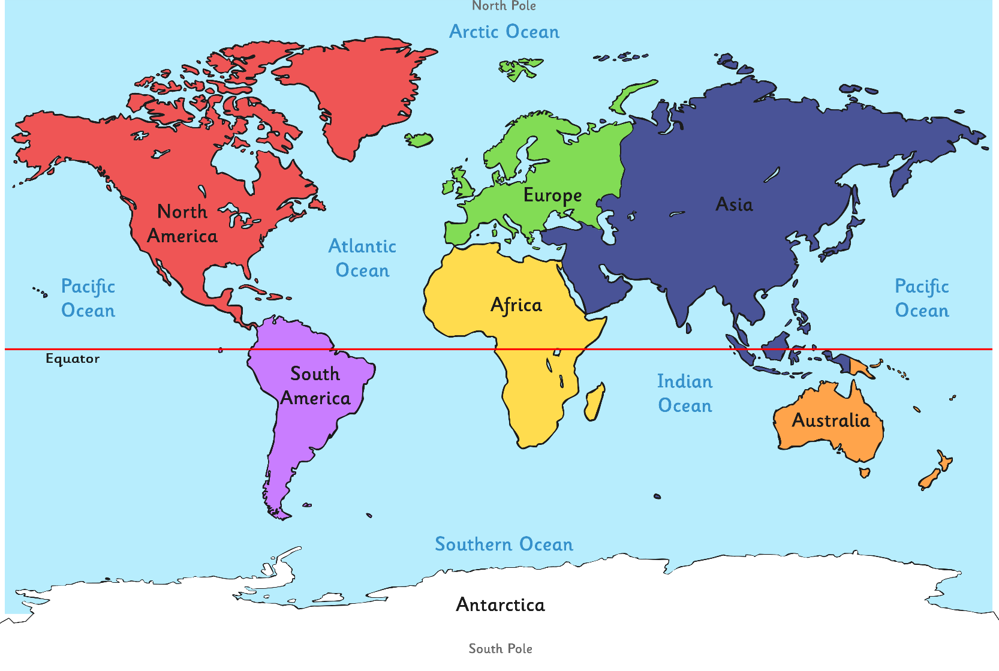 North Pole
Arctic Ocean
Europe
Asia
North
America
Atlantic
Ocean
Pacific
Ocean
Africa
Pacific
Ocean
Equator
South
America
Indian
Ocean
Australia
Southern Ocean
Antarctica
South Pole